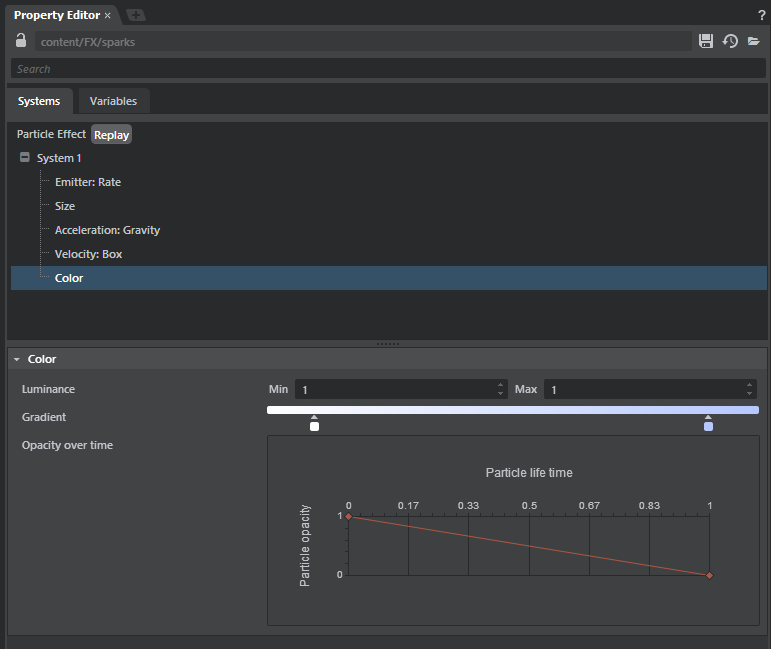 Property Editor × ?
content/FX/sparks
Search
Systems Variables
Particle Effect Replay
System 1
Emitter: Rate
Size
Acceleration: Gravity
Velocity: Box
Color
Color
Luminance Min 1 Max 1
Gradient
Opacity over time
Particle life time
0 0.17 0.33 0.5 0.67 0.83 1
1
Particle opacity
0